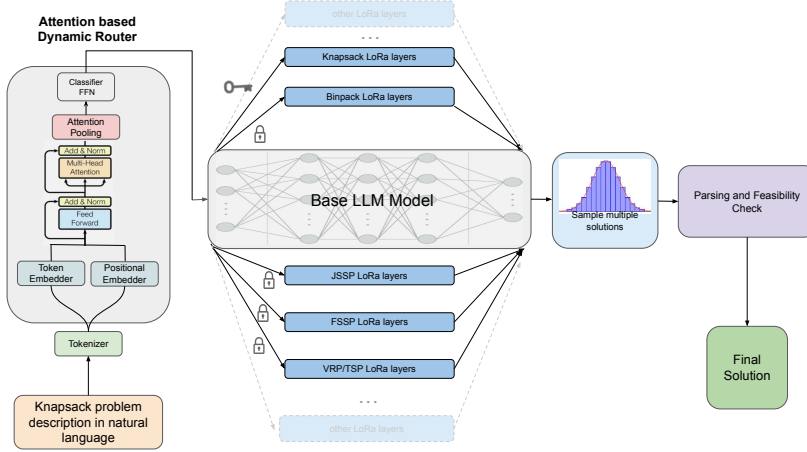 Attention based
Dynamic Router
Classifier
FFN
Attention
Pooling
Add & Norm
Multi-Head
Attention
Add & Norm
Feed
Forward
Token
Embedder
Positional
Embedder
Tokenizer
Knapsack problem
description in natural
language
other LoRa layers
...
Knapsack LoRa layers
Binpack LoRa layers
Base LLM Model
JSSP LoRa layers
FSSP LoRa layers
VRP/TSP LoRa layers
...
other LoRa layers
Sample multiple
solutions
Parsing and Feasibility
Check
Final
Solution